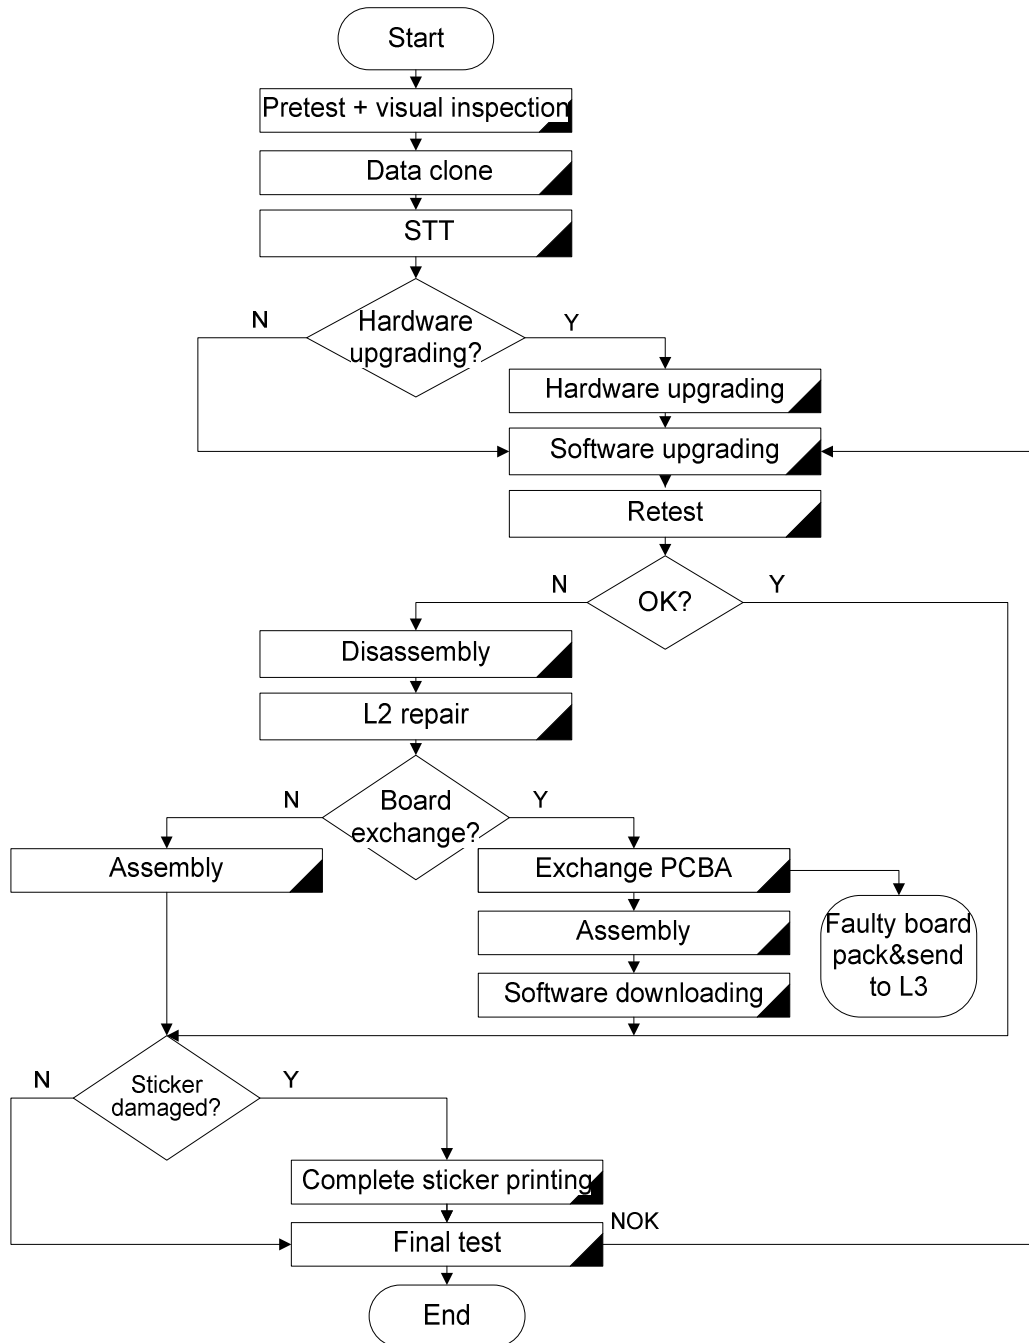 Start
Pretest + visual inspection
Data clone
STT
N
Y
Hardware
upgrading?
Hardware upgrading
Software upgrading
Retest
N
Y
OK?
Disassembly
L2 repair
N
Y
Board
exchange?
Assembly
Exchange PCBA
Assembly
Software downloading
Faulty board
pack&send
to L3
N
Y
Sticker
damaged?
Complete sticker printing
Final test
NOK
End